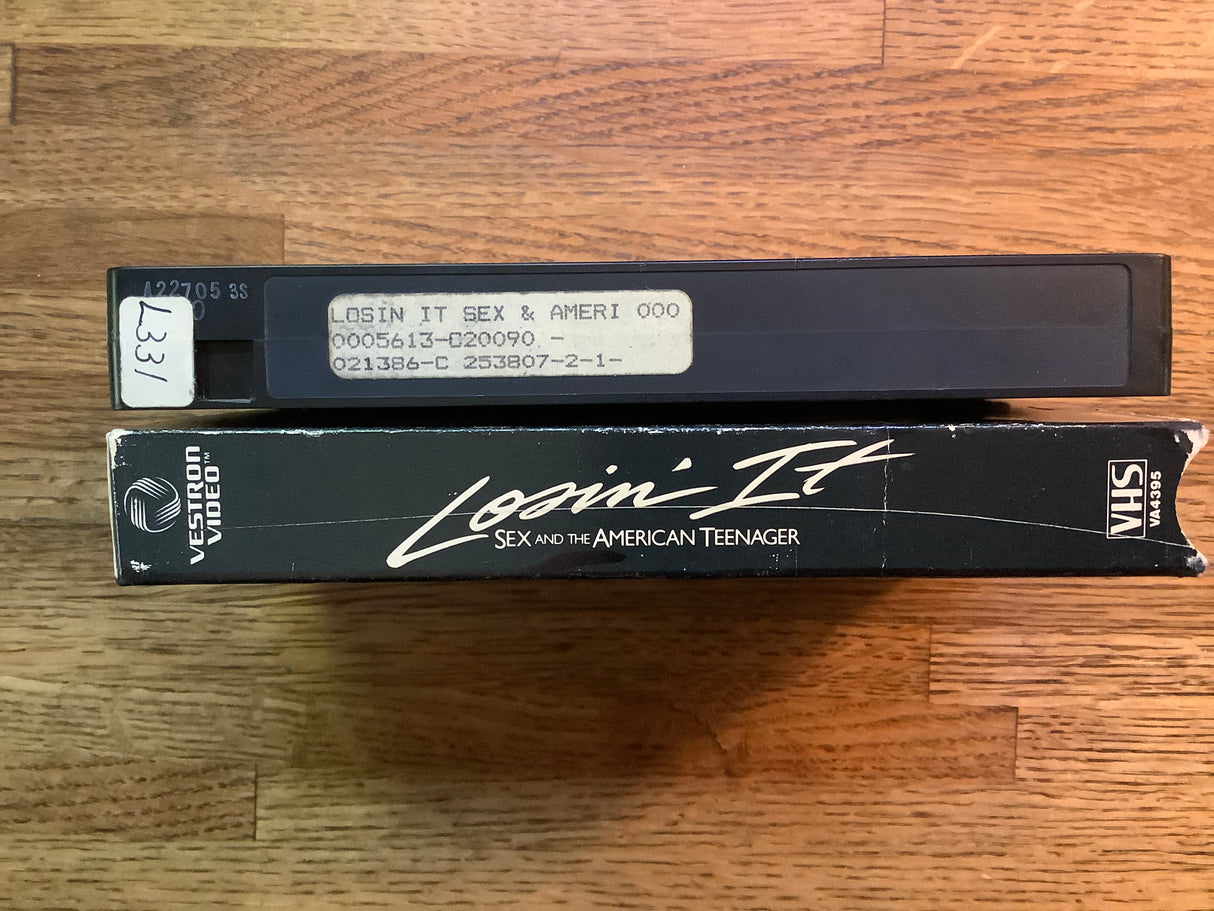 A22705 3S
L331
LOSIN IT SEX & AMERI 000
0005613-C20090 -
021386-C 253807-2-1-
VESTRON
VIDEO™
Losin' It
SEX AND THE AMERICAN TEENAGER
VHS
VA4395